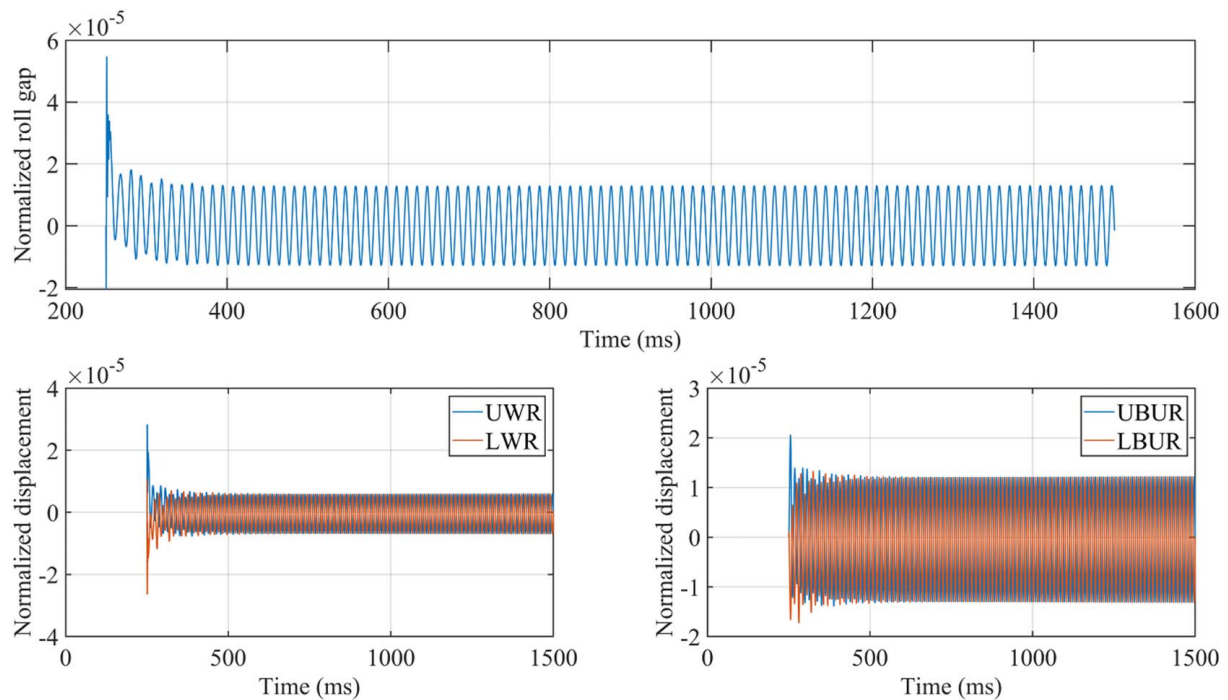 ×10⁻⁵
6
4
2
0
-2
Normalized roll gap
200 400 600 800 1000 1200 1400 1600
Time (ms)
×10⁻⁵
4
2
0
-2
-4
Normalized displacement
UWR
LWR
0 500 1000 1500
Time (ms)
×10⁻⁵
3
2
1
0
-1
-2
Normalized displacement
UBUR
LBUR
0 500 1000 1500
Time (ms)